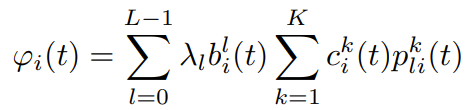 φ_i(t) = \sum_{l=0}^{L-1} λ_l b_i^l(t) \sum_{k=1}^{K} c_i^k(t) p_{li}^k(t)